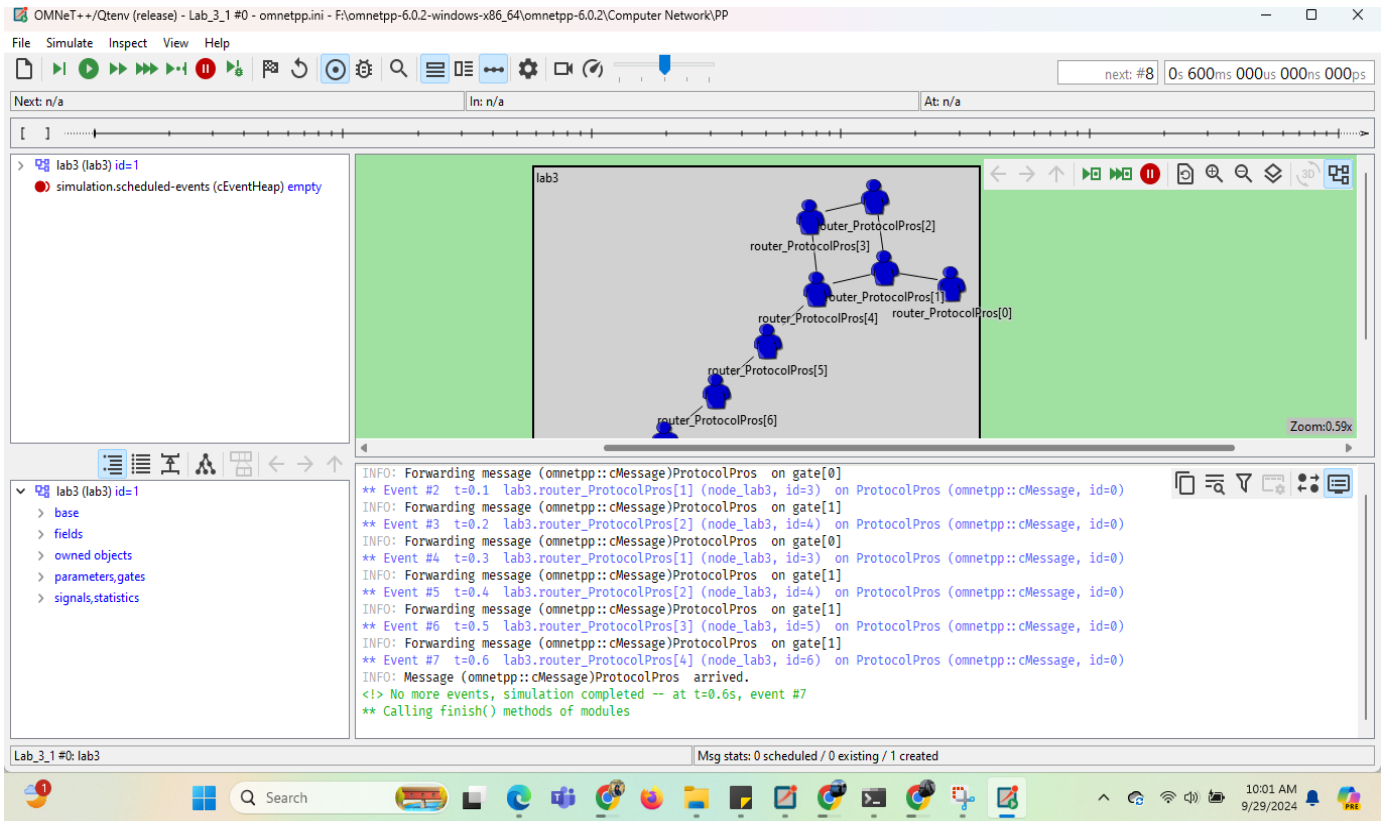 OMNeT++/Qtenv (release) - Lab_3_1 #0 - omnetpp.ini - F:\omnetpp-6.0.2-windows-x86_64\omnetpp-6.0.2\Computer Network\PP
File Simulate Inspect View Help
next: #8 0s 600ms 000us 000ns 000ps
Next: n/a In: n/a At: n/a
lab3 (lab3) id=1
simulation.scheduled-events (cEventHeap) empty
lab3
3D
router_ProtocolPros[2]
router_ProtocolPros[3]
router_ProtocolPros[1]
router_ProtocolPros[4] router_ProtocolPros[0]
router_ProtocolPros[5]
router_ProtocolPros[6]
Zoom:0.59x
lab3 (lab3) id=1
base
fields
owned objects
parameters,gates
signals,statistics
INFO: Forwarding message (omnetpp::cMessage)ProtocolPros on gate[0]
** Event #2 t=0.1 lab3.router_ProtocolPros[1] (node_lab3, id=3) on ProtocolPros (omnetpp::cMessage, id=0)
INFO: Forwarding message (omnetpp::cMessage)ProtocolPros on gate[1]
** Event #3 t=0.2 lab3.router_ProtocolPros[2] (node_lab3, id=4) on ProtocolPros (omnetpp::cMessage, id=0)
INFO: Forwarding message (omnetpp::cMessage)ProtocolPros on gate[0]
** Event #4 t=0.3 lab3.router_ProtocolPros[1] (node_lab3, id=3) on ProtocolPros (omnetpp::cMessage, id=0)
INFO: Forwarding message (omnetpp::cMessage)ProtocolPros on gate[1]
** Event #5 t=0.4 lab3.router_ProtocolPros[2] (node_lab3, id=4) on ProtocolPros (omnetpp::cMessage, id=0)
INFO: Forwarding message (omnetpp::cMessage)ProtocolPros on gate[1]
** Event #6 t=0.5 lab3.router_ProtocolPros[3] (node_lab3, id=5) on ProtocolPros (omnetpp::cMessage, id=0)
INFO: Forwarding message (omnetpp::cMessage)ProtocolPros on gate[1]
** Event #7 t=0.6 lab3.router_ProtocolPros[4] (node_lab3, id=6) on ProtocolPros (omnetpp::cMessage, id=0)
INFO: Message (omnetpp::cMessage)ProtocolPros arrived.
<!> No more events, simulation completed -- at t=0.6s, event #7
** Calling finish() methods of modules
Lab_3_1 #0: lab3 Msg stats: 0 scheduled / 0 existing / 1 created
1
Search
10:01 AM
9/29/2024
PRE